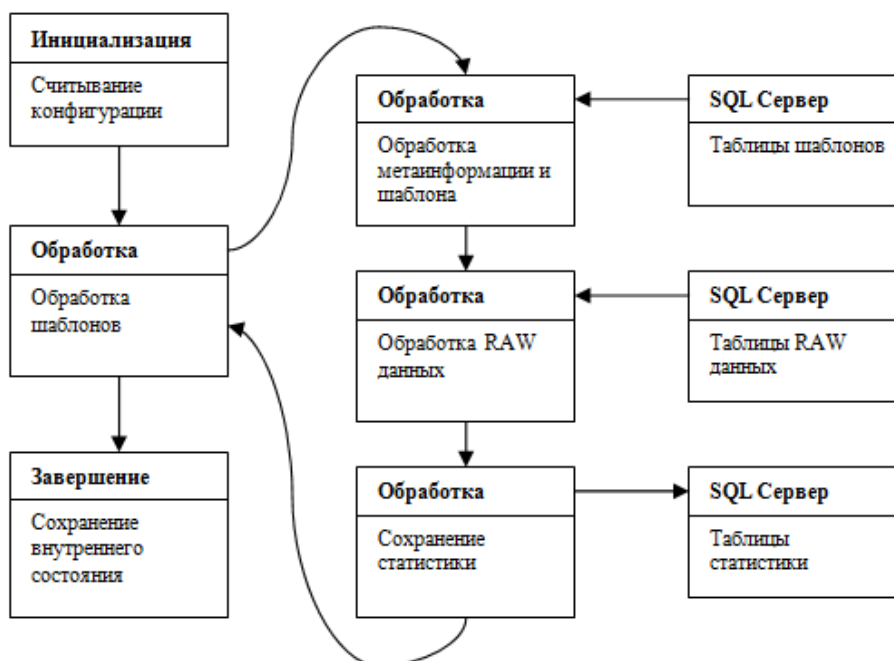 Инициализация
Считывание
конфигурации
Обработка
Обработка
шаблонов
Завершение
Сохранение
внутреннего
состояния
Обработка
Обработка
метаинформации и
шаблона
Обработка
Обработка RAW
данных
Обработка
Сохранение
статистики
SQL Сервер
Таблицы шаблонов
SQL Сервер
Таблицы RAW
данных
SQL Сервер
Таблицы
статистики